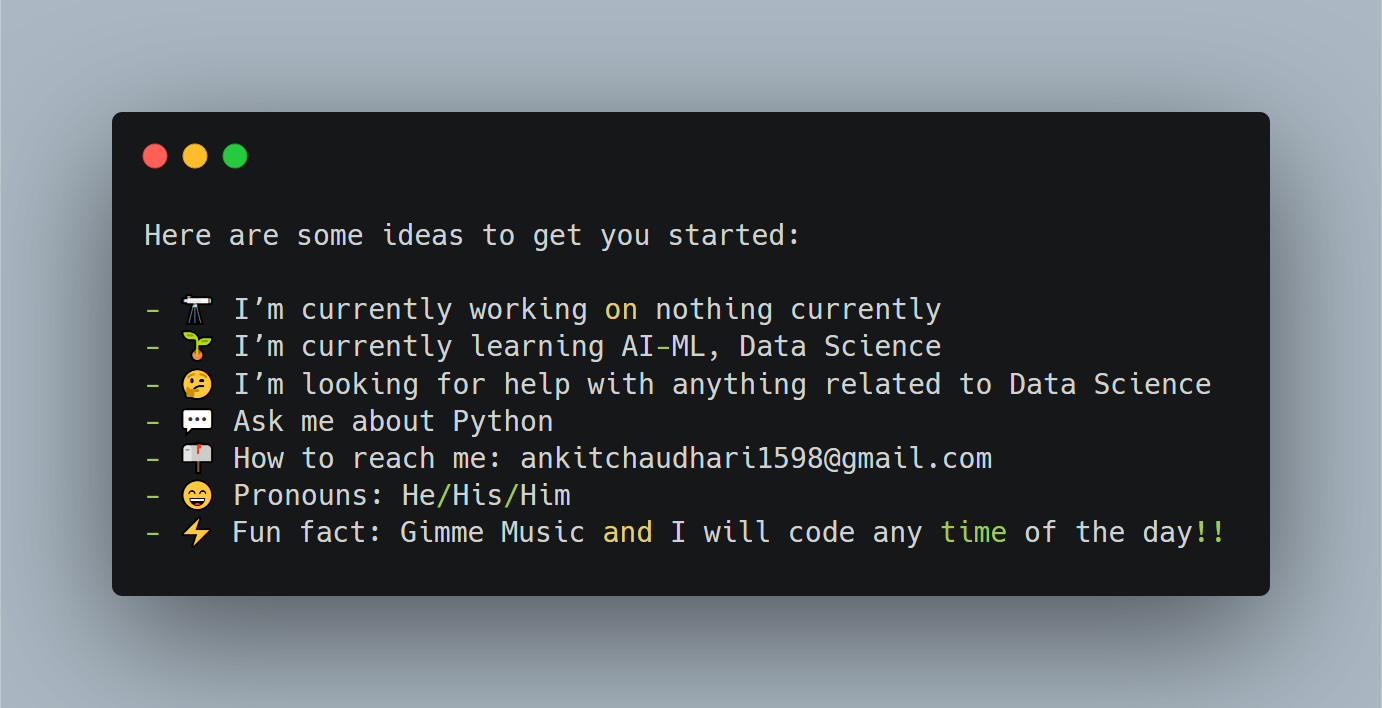 Here are some ideas to get you started:
- 🔭 I’m currently working on nothing currently
- 🌱 I’m currently learning AI-ML, Data Science
- 🤔 I’m looking for help with anything related to Data Science
- 💬 Ask me about Python
- 📫 How to reach me: ankitchaudhari1598@gmail.com
- 😄 Pronouns: He/His/Him
- ⚡ Fun fact: Gimme Music and I will code any time of the day!!